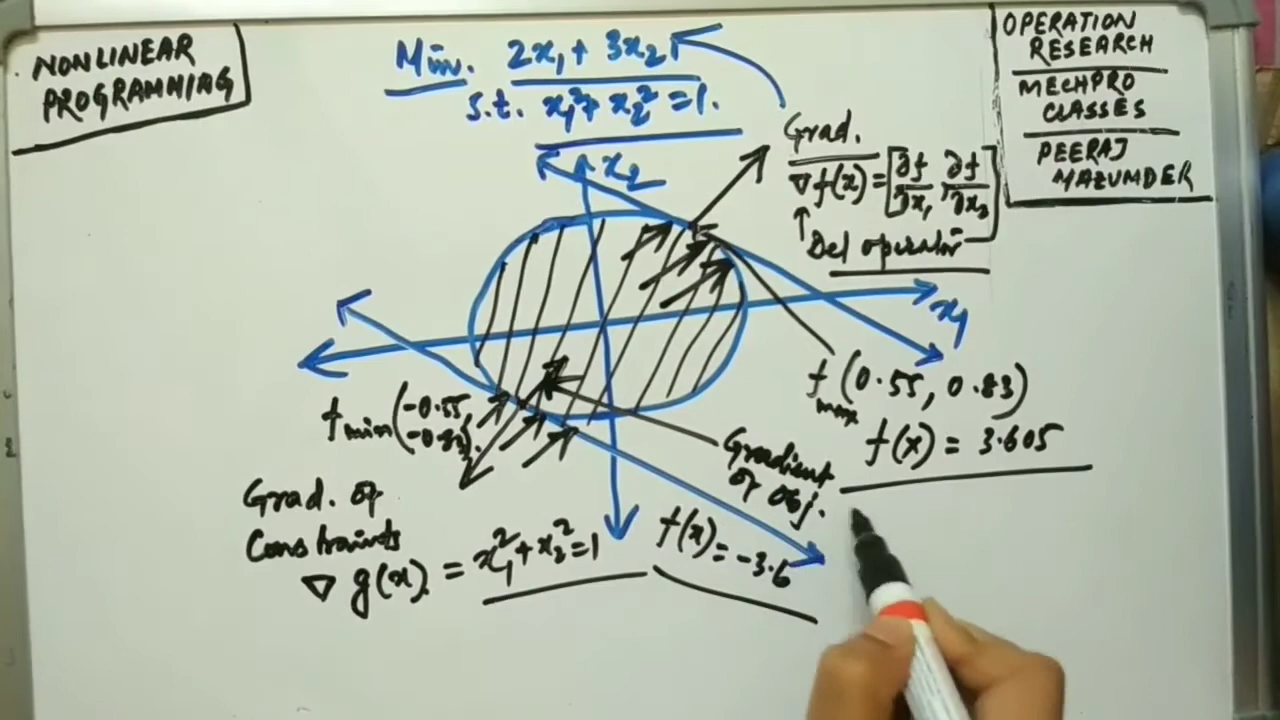 NONLINEAR
PROGRAMMING
Min. 2x₁ + 3x₂
s.t. x₁² + x₂² = 1.
OPERATION
RESEARCH
MECHPRO
CLASSES
PEERAJ
MAZUMDER
Grad.
∇f(x) = [∂f/∂x₁, ∂f/∂x₂]
Del operator
x₂
x₁
f max (0.55, 0.83)
f(x) = 3.605
f min (-0.55, -0.83).
Gradient
of obj.
Grad. of
Constraints
∇ g(x). = x₁² + x₂² = 1
f(x) = -3.6